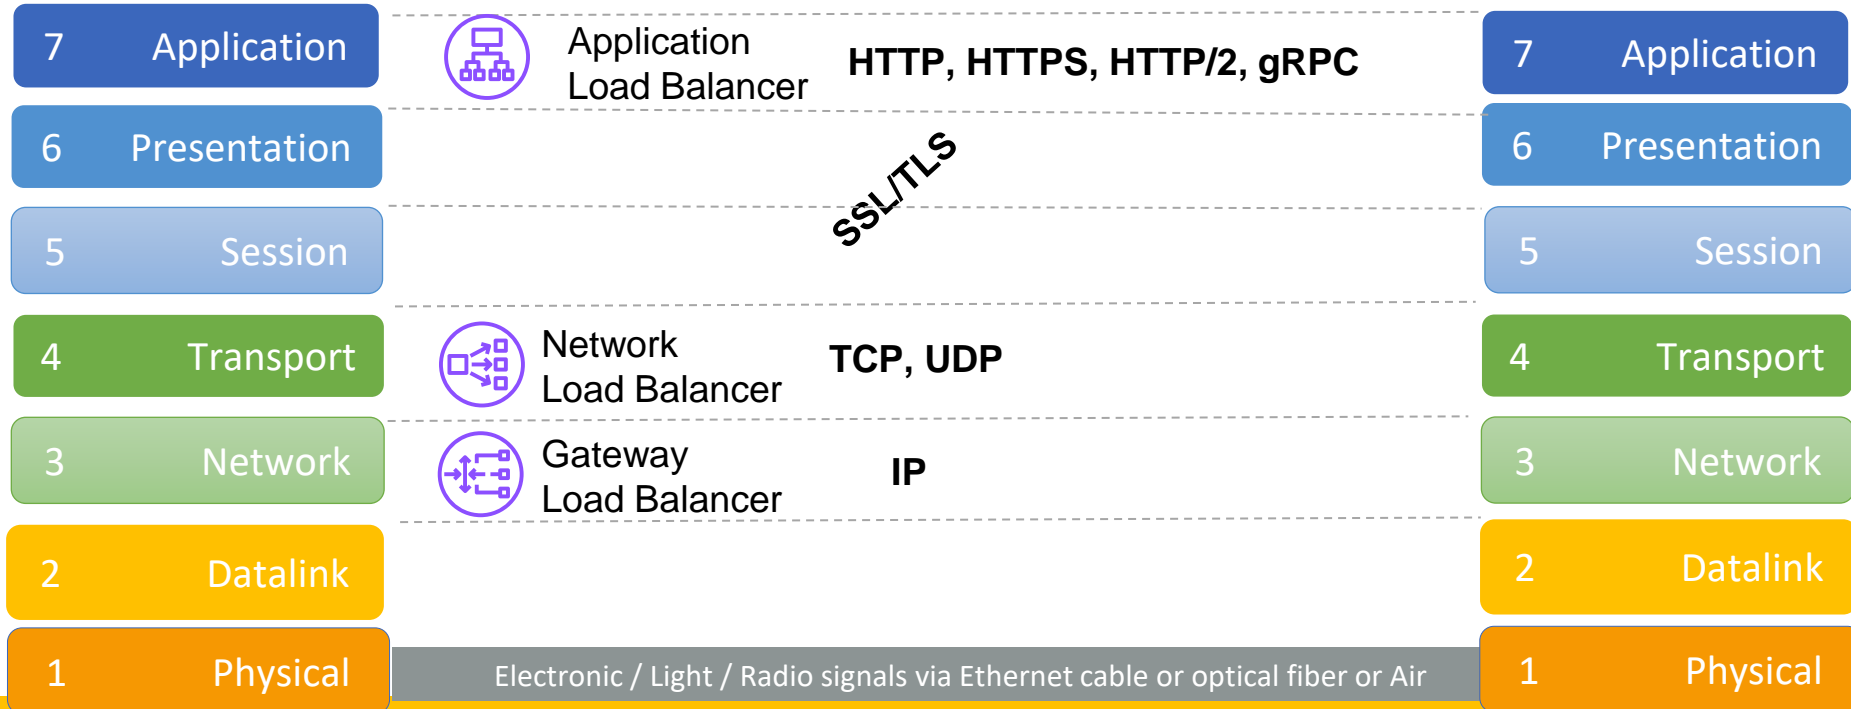 7 Application
Application
Load Balancer
HTTP, HTTPS, HTTP/2, gRPC
7 Application
6 Presentation
SSL/TLS
6 Presentation
5 Session
5 Session
4 Transport
Network
Load Balancer
TCP, UDP
4 Transport
3 Network
Gateway
Load Balancer
IP
3 Network
2 Datalink
2 Datalink
1 Physical
Electronic / Light / Radio signals via Ethernet cable or optical fiber or Air
1 Physical